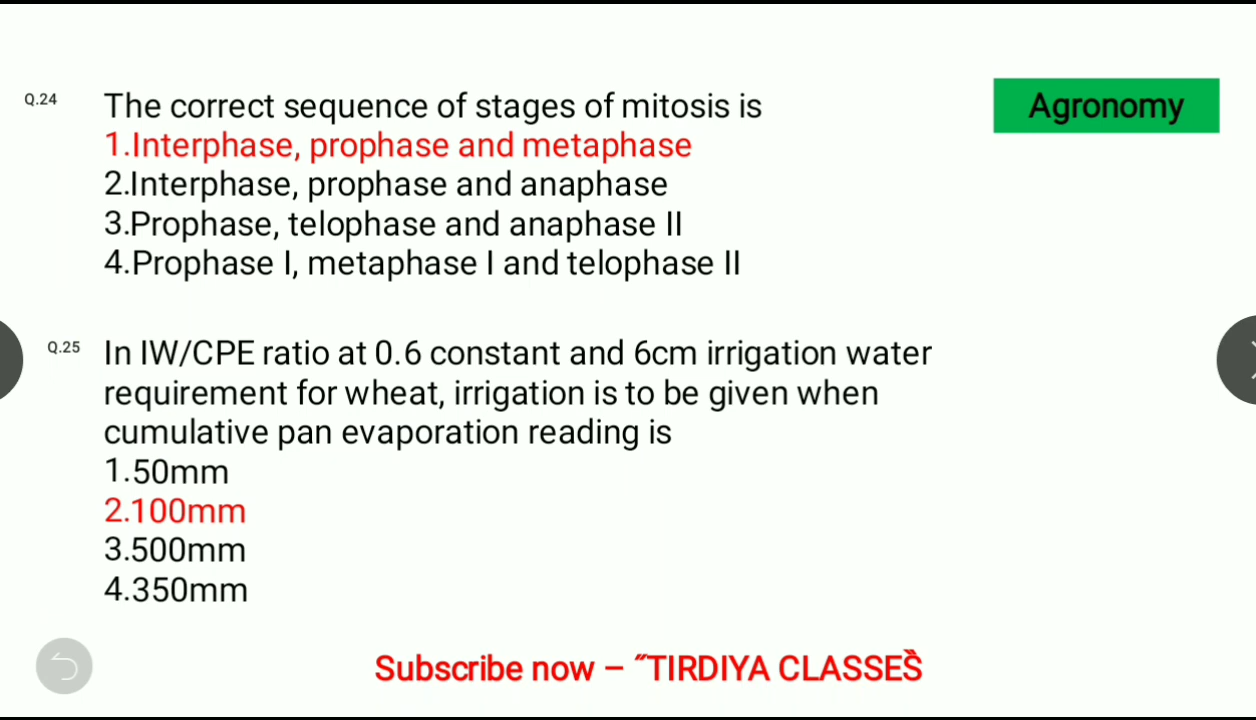 Q.24 The correct sequence of stages of mitosis is
Agronomy
1.Interphase, prophase and metaphase
2.Interphase, prophase and anaphase
3.Prophase, telophase and anaphase II
4.Prophase I, metaphase I and telophase II
Q.25 In IW/CPE ratio at 0.6 constant and 6cm irrigation water
requirement for wheat, irrigation is to be given when
cumulative pan evaporation reading is
1.50mm
2.100mm
3.500mm
4.350mm
Subscribe now – ˝TIRDIYA CLASSES̏